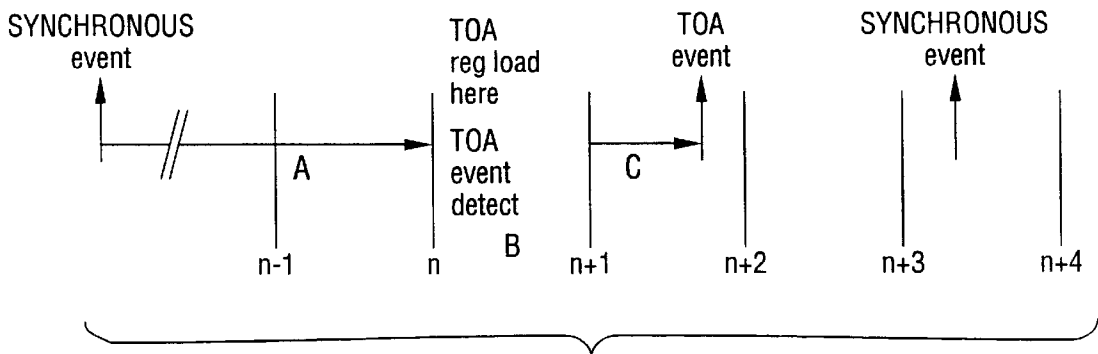 SYNCHRONOUS
event
TOA
reg load
here
TOA
event
detect
TOA
event
SYNCHRONOUS
event
A
B
C
n-1
n
n+1
n+2
n+3
n+4